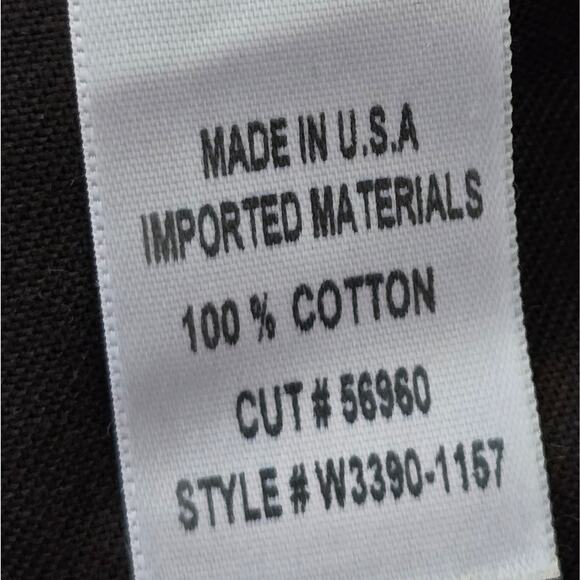 MADE IN U.S.A
IMPORTED MATERIALS
100 % COTTON
CUT # 56960
STYLE # W3390-1157